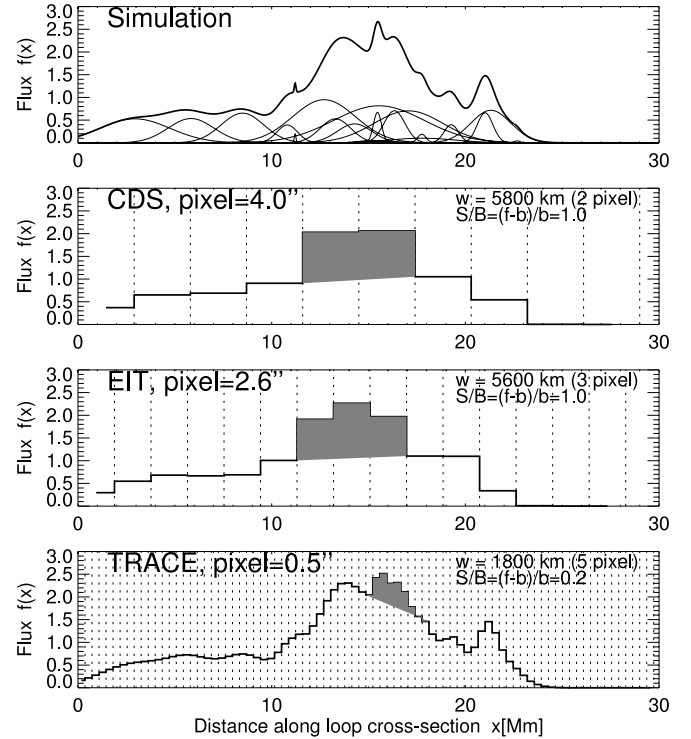 Simulation
Flux f(x)
3.0
2.5
2.0
1.5
1.0
0.5
0.0
0 10 20 30
CDS, pixel=4.0''
w = 5800 km (2 pixel)
S/B=(f-b)/b=1.0
Flux f(x)
3.0
2.5
2.0
1.5
1.0
0.5
0.0
0 10 20 30
EIT, pixel=2.6''
w = 5600 km (3 pixel)
S/B=(f-b)/b=1.0
Flux f(x)
3.0
2.5
2.0
1.5
1.0
0.5
0.0
0 10 20 30
TRACE, pixel=0.5''
w = 1800 km (5 pixel)
S/B=(f-b)/b=0.2
Flux f(x)
3.0
2.5
2.0
1.5
1.0
0.5
0.0
0 10 20 30
Distance along loop cross-section x[Mm]